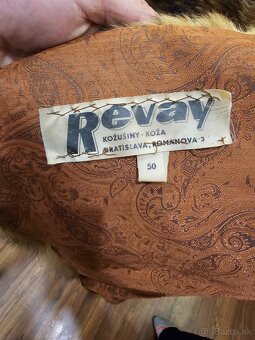 Revay
KOŽUŠINY - KOŽA
BRATISLAVA, ROMANOVA 3
50